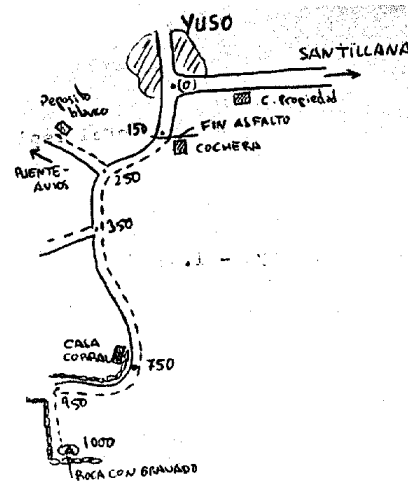 YUSO
SANTILLANA
(0)
C. Propiedad
Deposito
blanco
150
FIN ASFALTO
COCHERA
PUENTE-
AVIOS
250
350
CASA
CORRAL
750
950
1000
ROCA CON GRAVADO